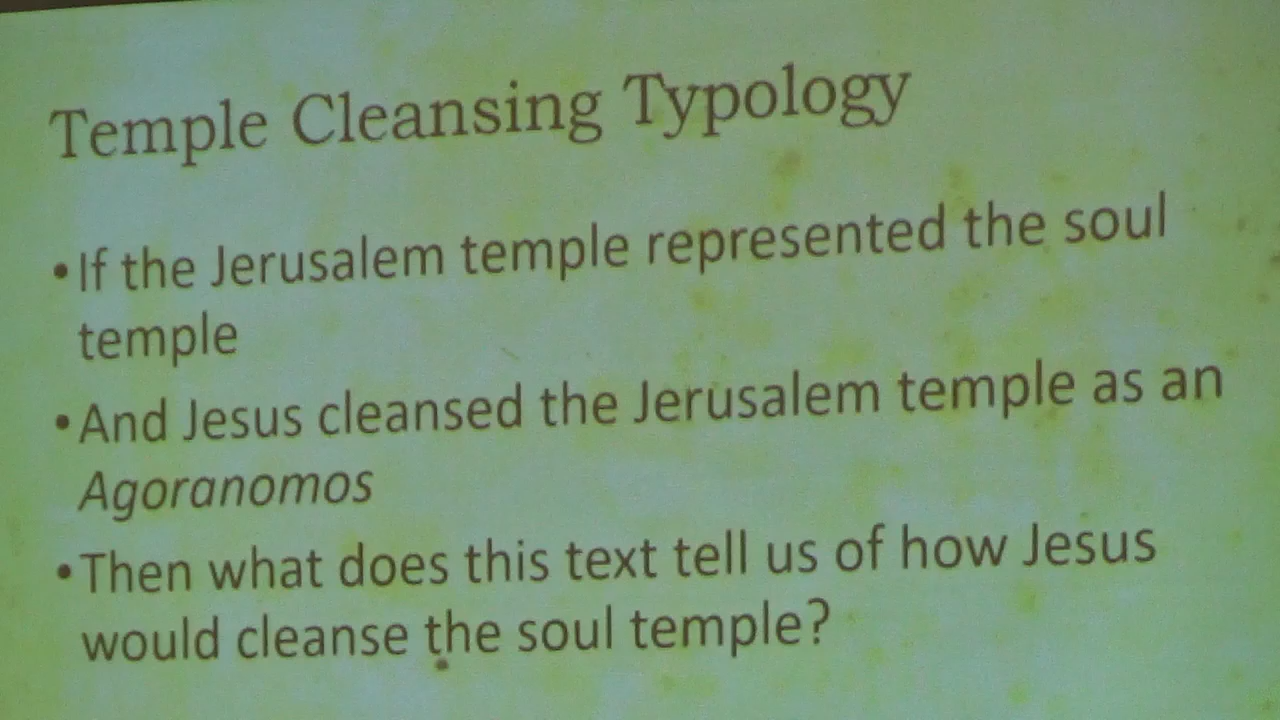 Temple Cleansing Typology
•If the Jerusalem temple represented the soul
temple
•And Jesus cleansed the Jerusalem temple as an
Agoranomos
•Then what does this text tell us of how Jesus
would cleanse the soul temple?